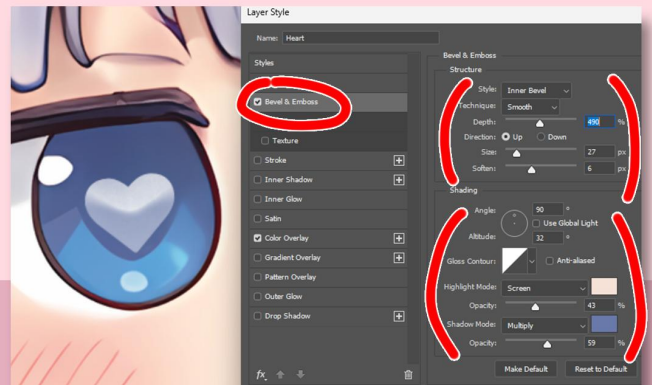 Layer Style
Name: Heart
Styles
Bevel & Emboss
Texture
Stroke
Inner Shadow
Inner Glow
Satin
Color Overlay
Gradient Overlay
Pattern Overlay
Outer Glow
Drop Shadow
fx
Bevel & Emboss
Structure
Style: Inner Bevel
Technique: Smooth
Depth: 490 %
Direction: Up Down
Size: 27 px
Soften: 6 px
Shading
Angle: 90 °
Use Global Light
Altitude: 32 °
Gloss Contour: Anti-aliased
Highlight Mode: Screen
Opacity: 43 %
Shadow Mode: Multiply
Opacity: 59 %
Make Default Reset to Default